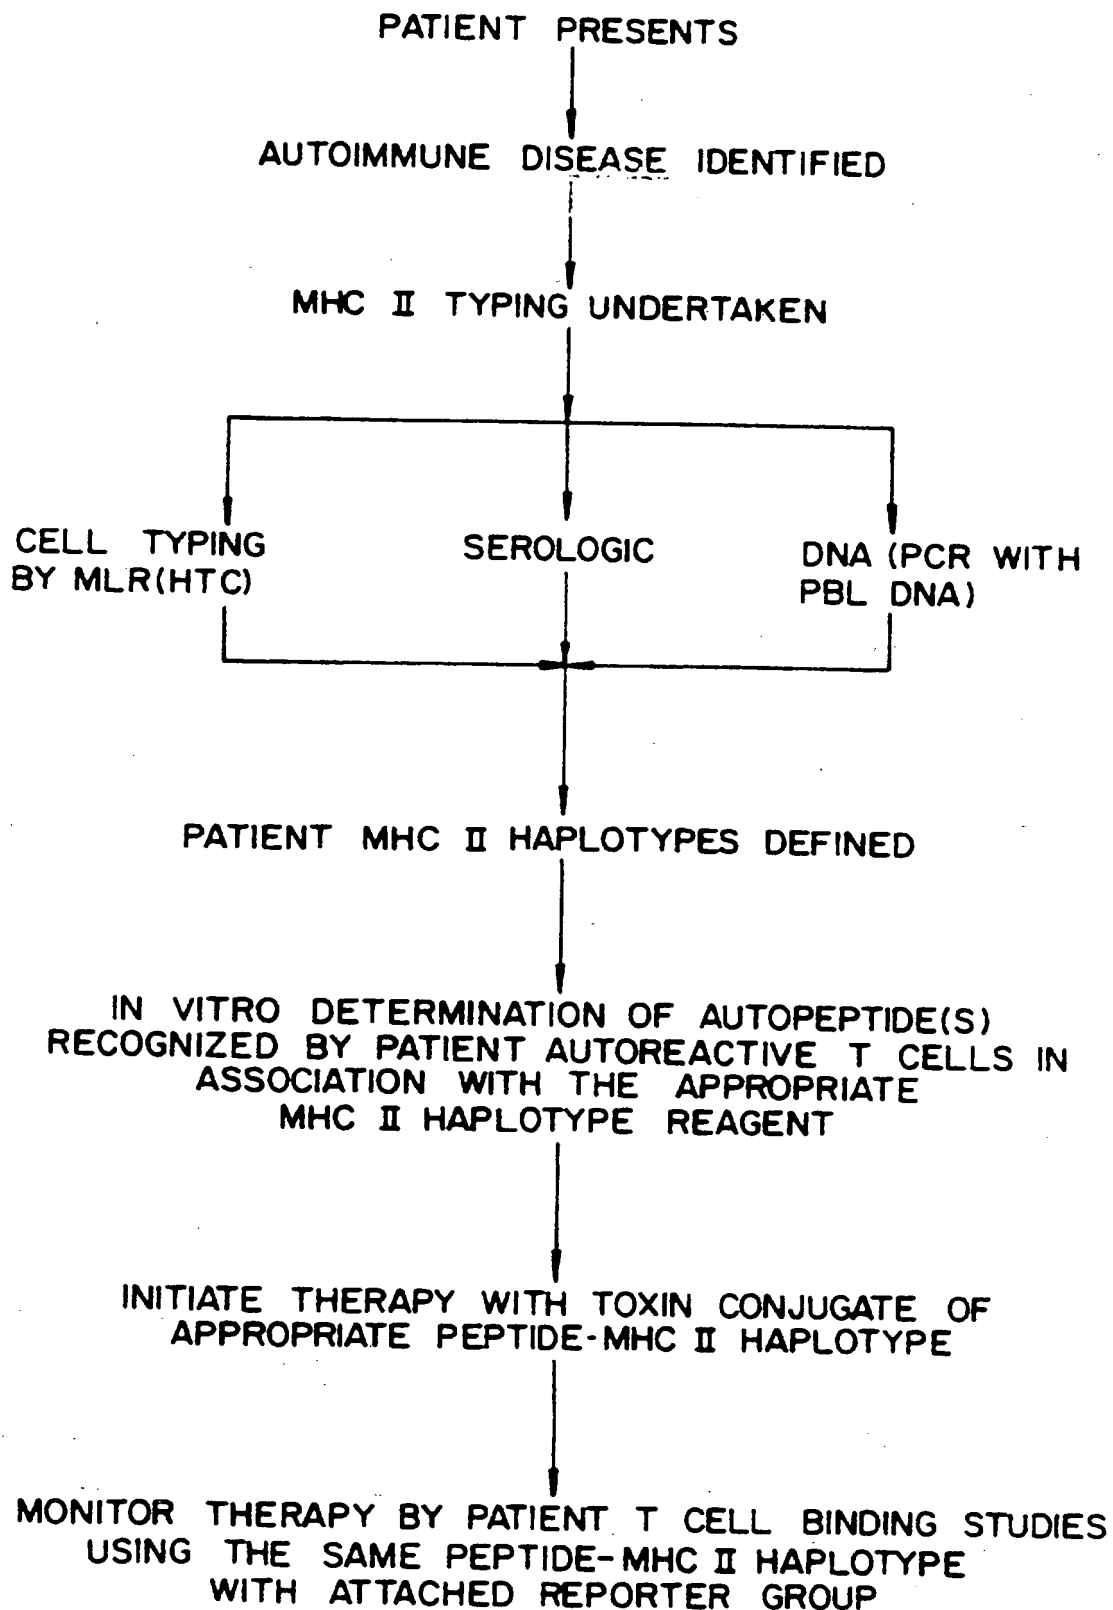 PATIENT PRESENTS
AUTOIMMUNE DISEASE IDENTIFIED
MHC II TYPING UNDERTAKEN
CELL TYPING
BY MLR(HTC)
SEROLOGIC
DNA (PCR WITH
PBL DNA)
PATIENT MHC II HAPLOTYPES DEFINED
IN VITRO DETERMINATION OF AUTOPEPTIDE(S)
RECOGNIZED BY PATIENT AUTOREACTIVE T CELLS IN
ASSOCIATION WITH THE APPROPRIATE
MHC II HAPLOTYPE REAGENT
INITIATE THERAPY WITH TOXIN CONJUGATE OF
APPROPRIATE PEPTIDE-MHC II HAPLOTYPE
MONITOR THERAPY BY PATIENT T CELL BINDING STUDIES
USING THE SAME PEPTIDE-MHC II HAPLOTYPE
WITH ATTACHED REPORTER GROUP